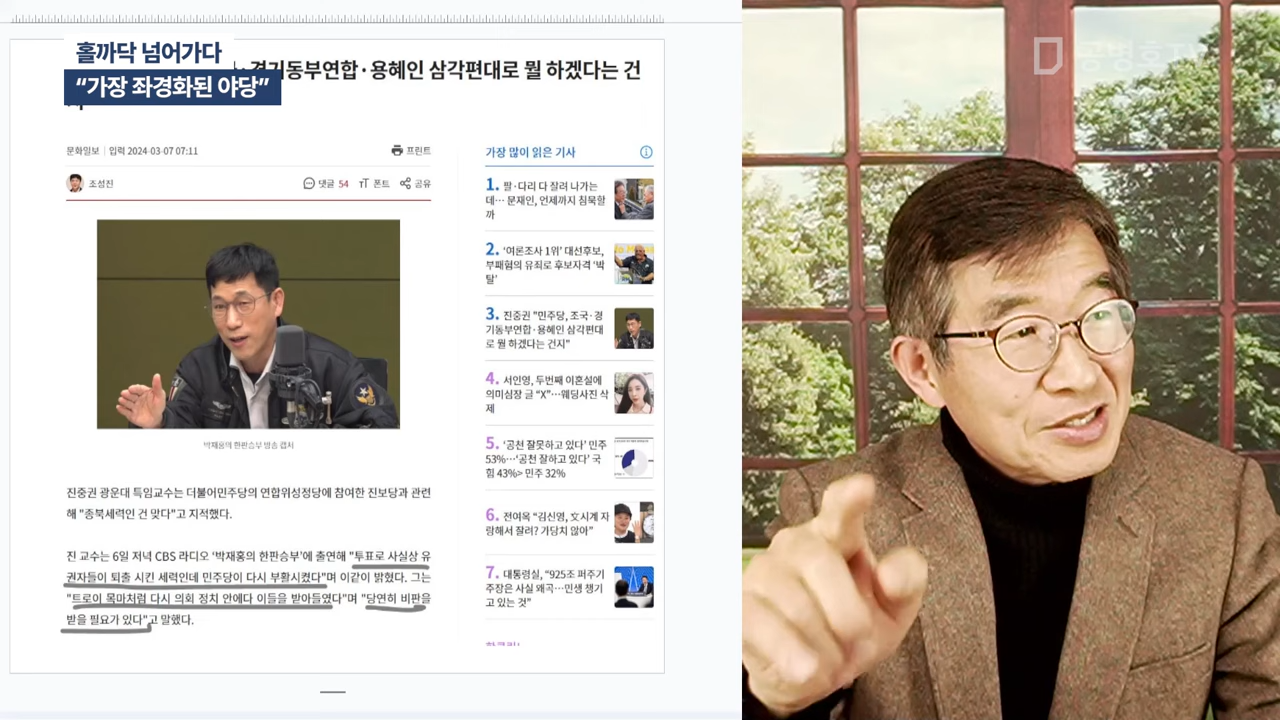 홀까닥 넘어가다
“가장 좌경화된 야당”
경기동부연합·용혜인 삼각편대로 뭘 하겠다는 건
문화일보 입력 2024-03-07 07:11
프린트
조성진
댓글 54 폰트 공유
박재홍의 한판승부 방송 캡처
진중권 광운대 특임교수는 더불어민주당의 연합위성정당에 참여한 진보당과 관련
해 "종북세력인 건 맞다"고 지적했다.
진 교수는 6일 저녁 CBS 라디오 '박재홍의 한판승부'에 출연해 "투표로 사실상 유
권자들이 퇴출 시킨 세력인데 민주당이 다시 부활시켰다"며 이같이 밝혔다. 그는
"트로이 목마처럼 다시 의회 정치 안에다 이들을 받아들였다"며 "당연히 비판을
받을 필요가 있다"고 말했다.
가장 많이 읽은 기사
1. 팔·다리 다 잘려 나가는
데… 문재인, 언제까지 침묵할
까
2. '여론조사 1위' 대선후보,
부패혐의 유죄로 후보자격 '박
탈'
3. 진중권 "민주당, 조국·경
기동부연합·용혜인 삼각편대
로 뭘 하겠다는 건지"
4. 서인영, 두번째 이혼설에
의미심장 글 “X”…웨딩사진 삭
제
5. '공천 잘못하고 있다' 민주
53%…'공천 잘하고 있다' 국
힘 43%> 민주 32%
6. 전여옥 “김신영, 文시계 자
랑해서 잘려? 가당치 않아”
7. 대통령실, “925조 퍼주기
주장은 사실 왜곡…민생 챙기
고 있는 것”
공병호TV